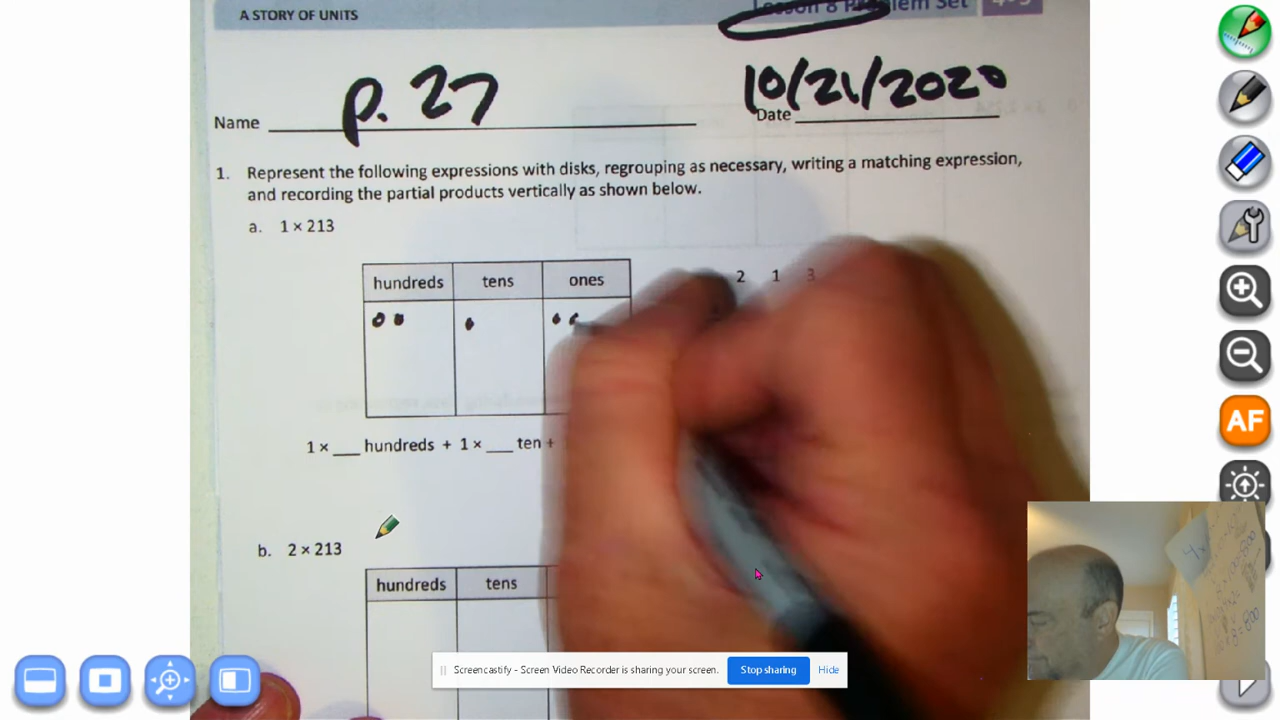 A STORY OF UNITS
Lesson 8 Problem Set
p. 27
10/21/2020
Name
Date
1. Represent the following expressions with disks, regrouping as necessary, writing a matching expression,
and recording the partial products vertically as shown below.
a. 1 × 213
hundreds tens ones
2 1 3
1 × ___ hundreds + 1 × ___ ten +
b. 2 × 213
hundreds tens
AF
Screencastify - Screen Video Recorder is sharing your screen. Stop sharing Hide